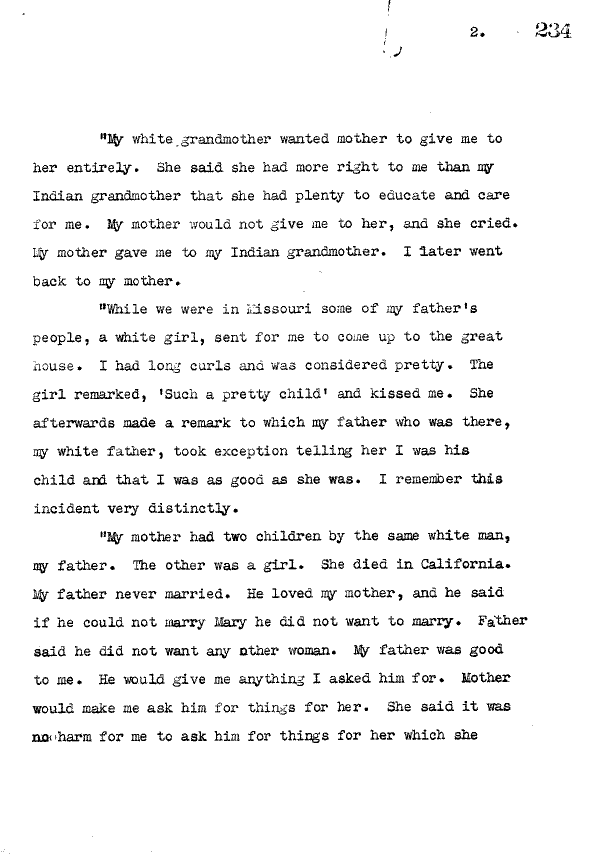 2. 234
"My white grandmother wanted mother to give me to
her entirely. She said she had more right to me than my
Indian grandmother that she had plenty to educate and care
for me. My mother would not give me to her, and she cried.
My mother gave me to my Indian grandmother. I later went
back to my mother.
"While we were in Missouri some of my father's
people, a white girl, sent for me to come up to the great
house. I had long curls and was considered pretty. The
girl remarked, 'Such a pretty child' and kissed me. She
afterwards made a remark to which my father who was there,
my white father, took exception telling her I was his
child and that I was as good as she was. I remember this
incident very distinctly.
"My mother had two children by the same white man,
my father. The other was a girl. She died in California.
My father never married. He loved my mother, and he said
if he could not marry Mary he did not want to marry. Father
said he did not want any other woman. My father was good
to me. He would give me anything I asked him for. Mother
would make me ask him for things for her. She said it was
no harm for me to ask him for things for her which she